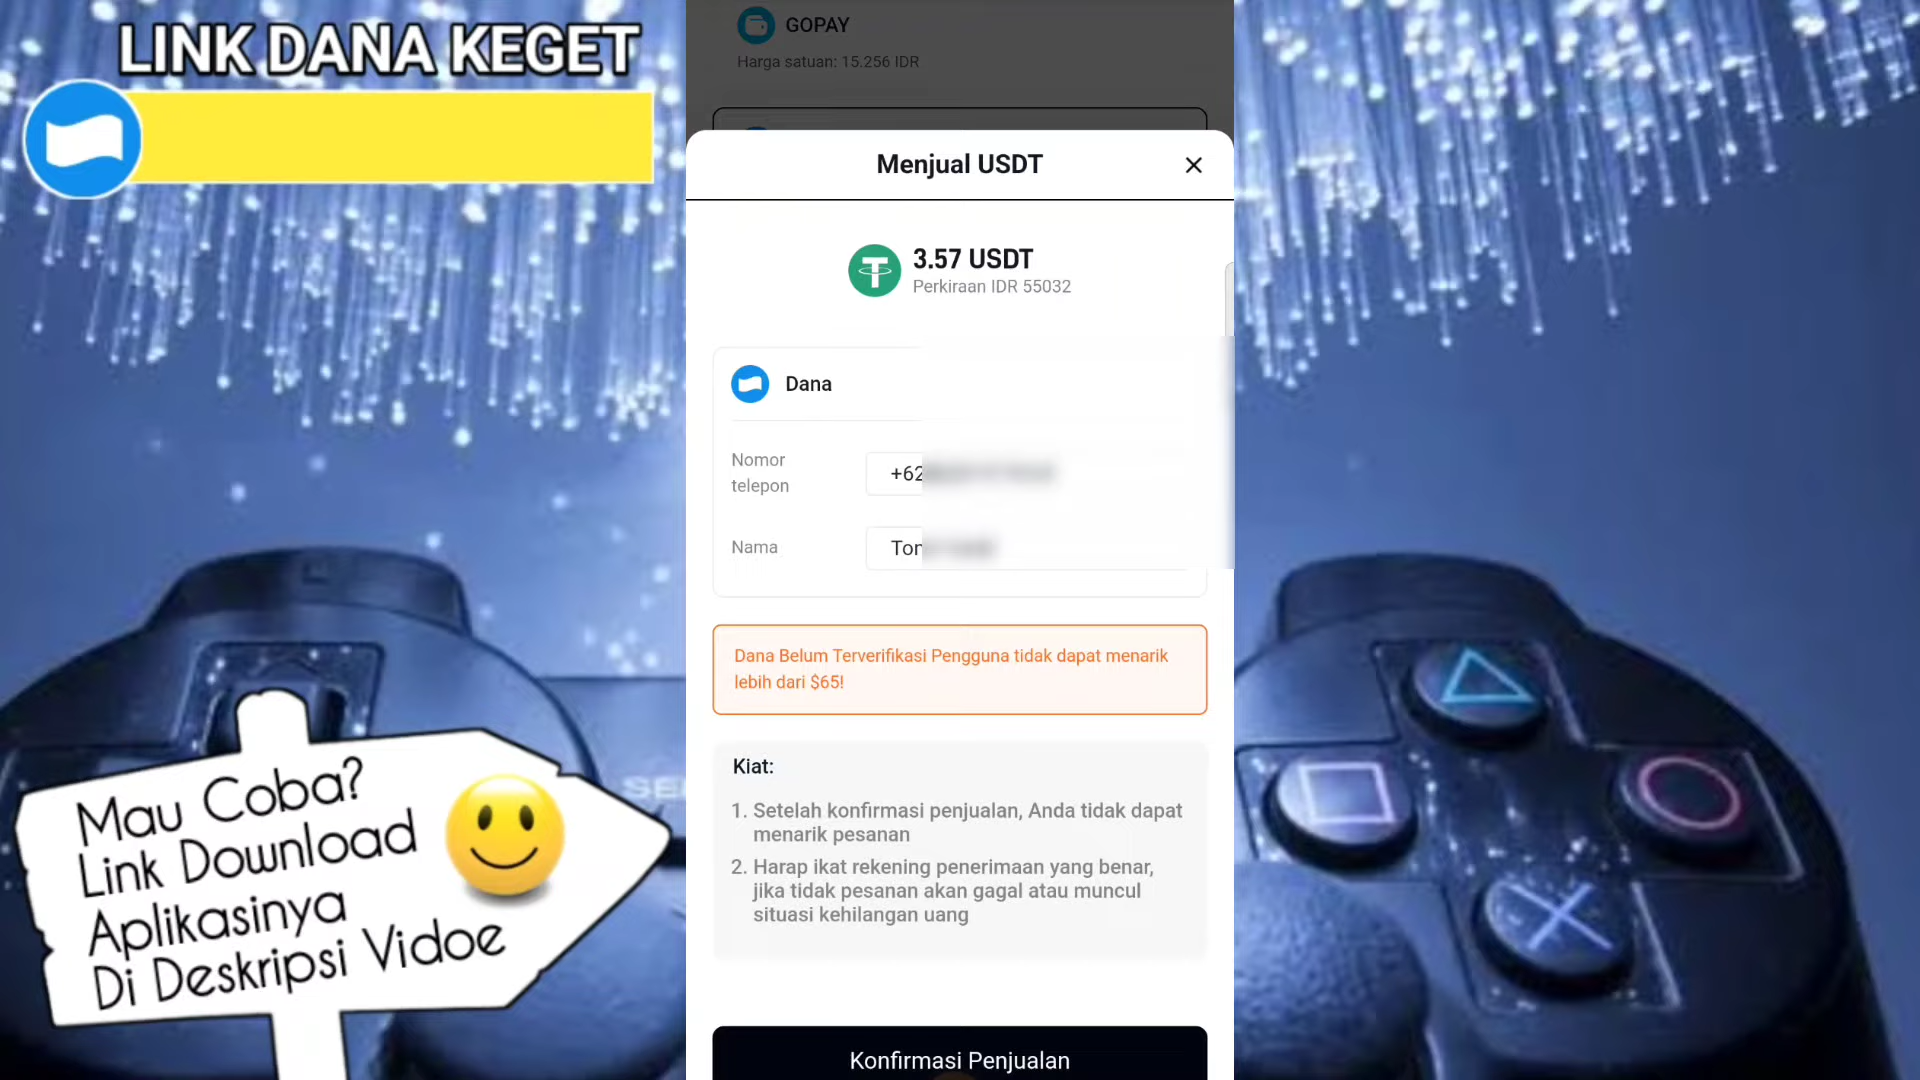 LINK DANA KEGET
GOPAY
Harga satuan: 15.256 IDR
Menjual USDT
3.57 USDT
Perkiraan IDR 55032
Dana
Nomor
telepon
+62
Nama
Ton
Dana Belum Terverifikasi Pengguna tidak dapat menarik
lebih dari $65!
Kiat:
1. Setelah konfirmasi penjualan, Anda tidak dapat
menarik pesanan
2. Harap ikat rekening penerimaan yang benar,
jika tidak pesanan akan gagal atau muncul
situasi kehilangan uang
Konfirmasi Penjualan
Mau Coba?
Link Download
Aplikasinya
Di Deskripsi Vidoe